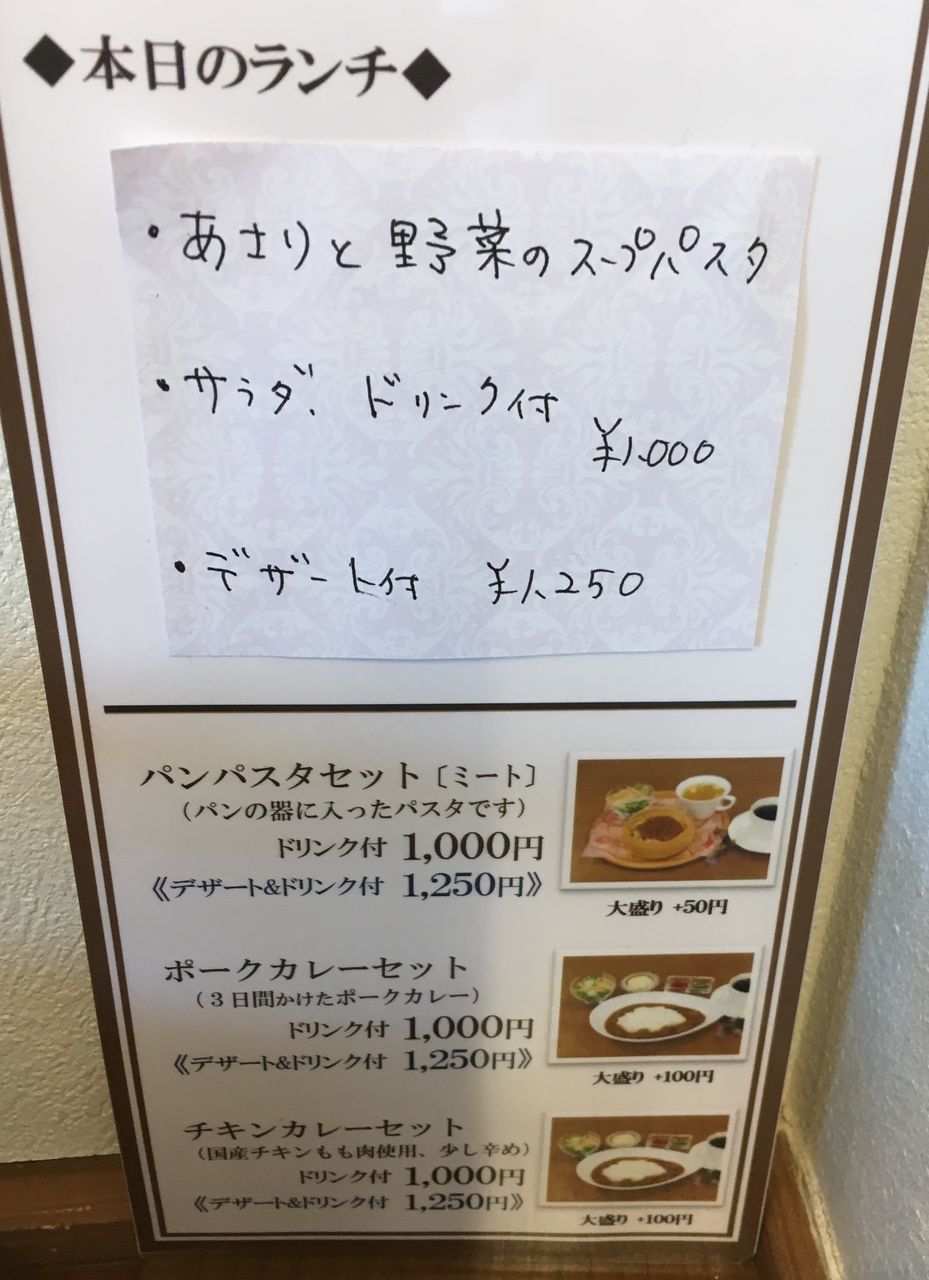 ◆本日のランチ◆
・あさりと野菜のスープパスタ
・サラダ、ドリンク付
¥1,000
・デザート付 ¥1,250
パンパスタセット〔ミート〕
（パンの器に入ったパスタです）
ドリンク付 1,000円
《デザート&ドリンク付 1,250円》
大盛り +50円
ポークカレーセット
（3日間かけたポークカレー）
ドリンク付 1,000円
《デザート&ドリンク付 1,250円》
大盛り +100円
チキンカレーセット
（国産チキンもも肉使用、少し辛め）
ドリンク付 1,000円
《デザート&ドリンク付 1,250円》
大盛り +100円